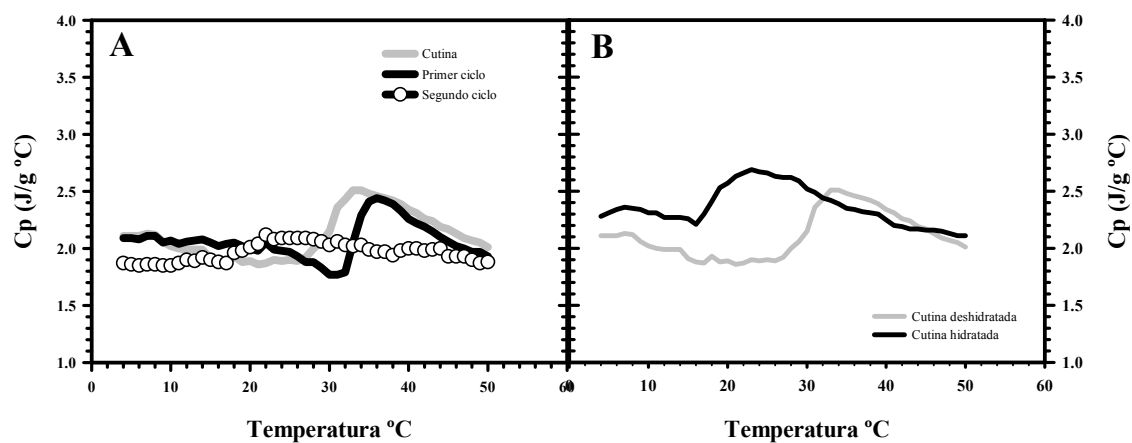 A
B
Cutina
Primer ciclo
Segundo ciclo
Cutina deshidratada
Cutina hidratada
4.0
3.5
3.0
2.5
2.0
1.5
1.0
4.0
3.5
3.0
2.5
2.0
1.5
1.0
Cp (J/g ºC)
Cp (J/g ºC)
0 10 20 30 40 50 60
10 20 30 40 50 60
Temperatura ºC
Temperatura ºC